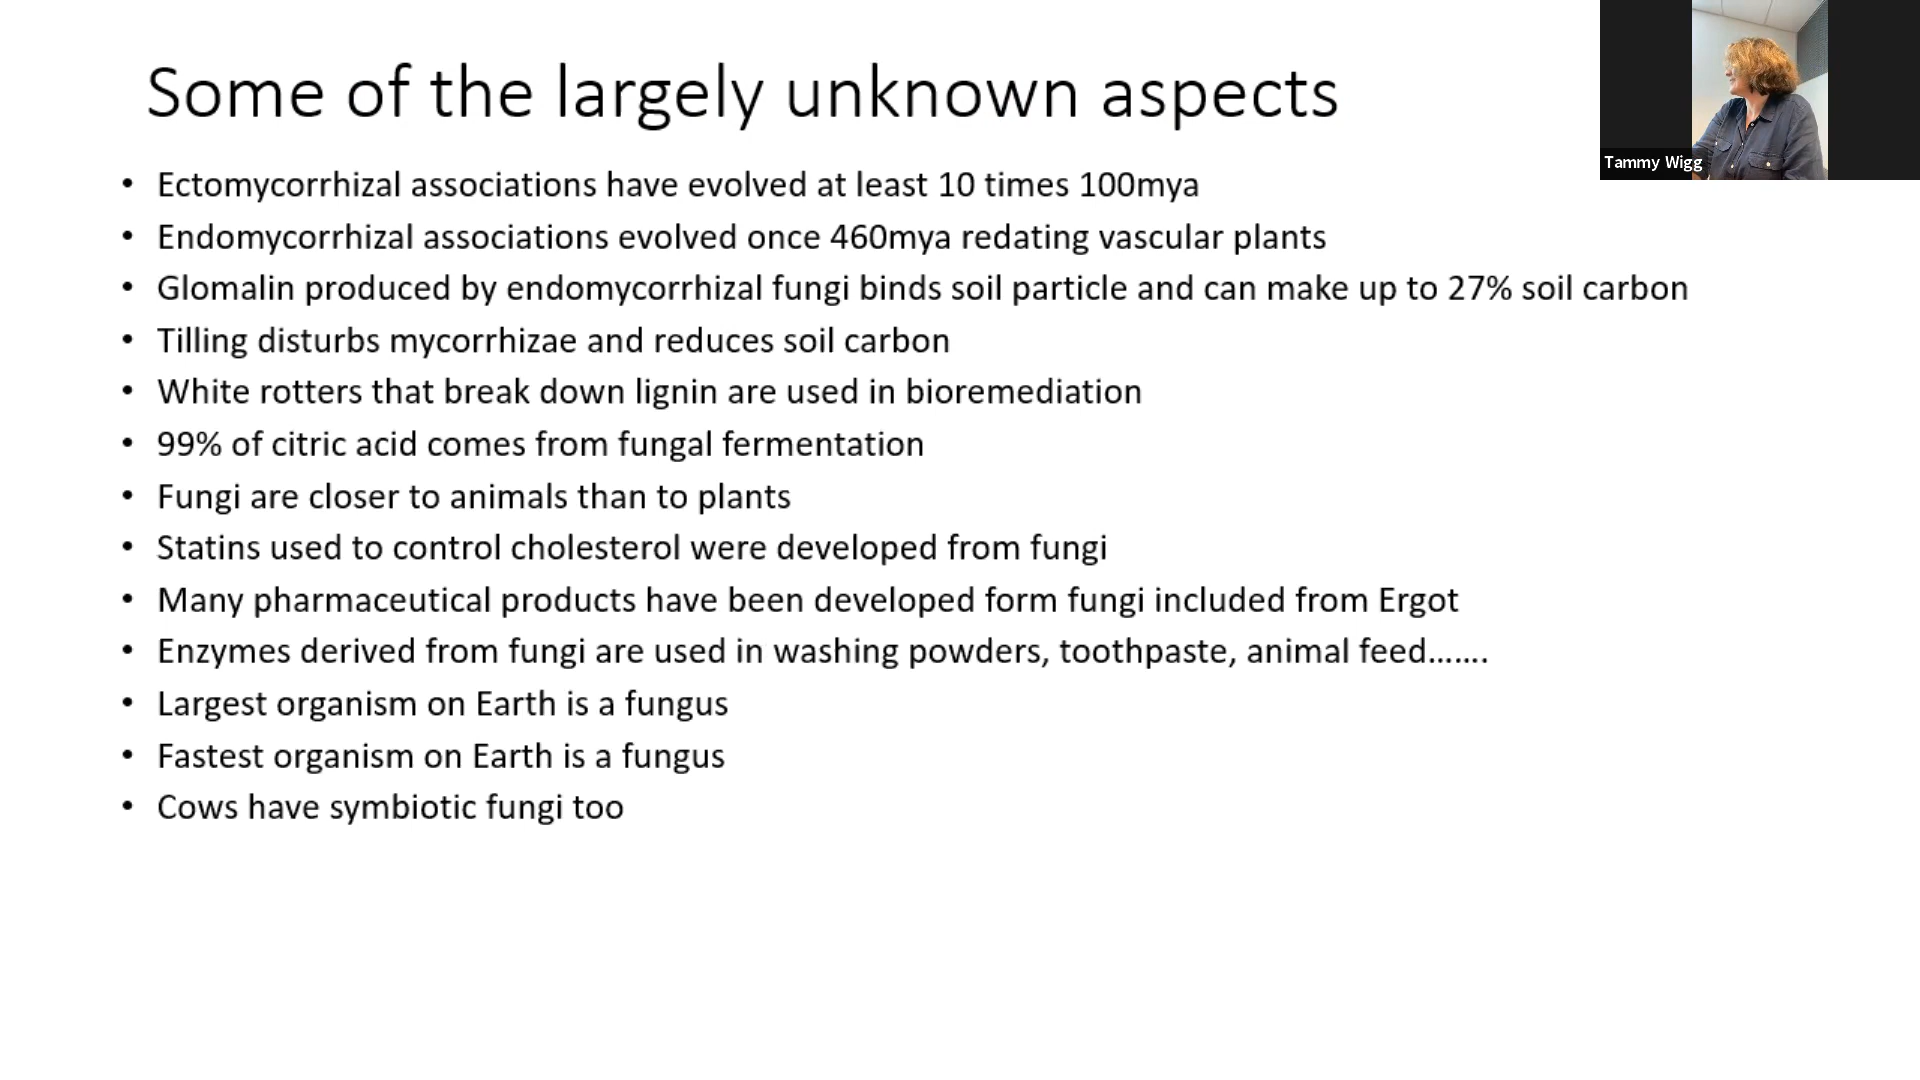 Some of the largely unknown aspects
Tammy Wigg
• Ectomycorrhizal associations have evolved at least 10 times 100mya
• Endomycorrhizal associations evolved once 460mya redating vascular plants
• Glomalin produced by endomycorrhizal fungi binds soil particle and can make up to 27% soil carbon
• Tilling disturbs mycorrhizae and reduces soil carbon
• White rotters that break down lignin are used in bioremediation
• 99% of citric acid comes from fungal fermentation
• Fungi are closer to animals than to plants
• Statins used to control cholesterol were developed from fungi
• Many pharmaceutical products have been developed form fungi included from Ergot
• Enzymes derived from fungi are used in washing powders, toothpaste, animal feed…….
• Largest organism on Earth is a fungus
• Fastest organism on Earth is a fungus
• Cows have symbiotic fungi too